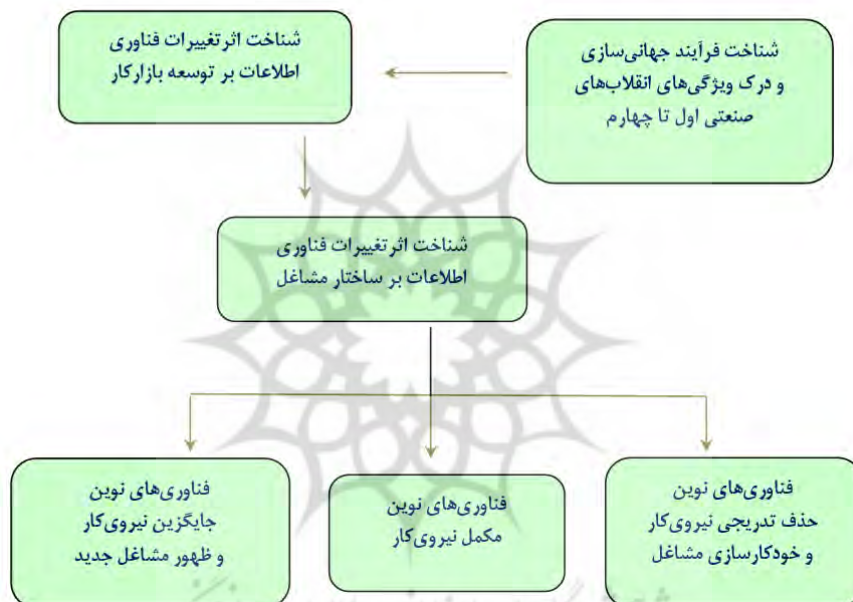 شناخت فرآیند جهانی‌سازی
و درک ویژگی‌های انقلاب‌های
صنعتی اول تا چهارم
شناخت اثر تغییرات فناوری
اطلاعات بر توسعه بازار کار
شناخت اثر تغییرات فناوری
اطلاعات بر ساختار مشاغل
فناوری‌های نوین
حذف تدریجی نیروی کار
و خودکارسازی مشاغل
فناوری‌های نوین
مکمل نیروی کار
فناوری‌های نوین
جایگزین نیروی کار
و ظهور مشاغل جدید